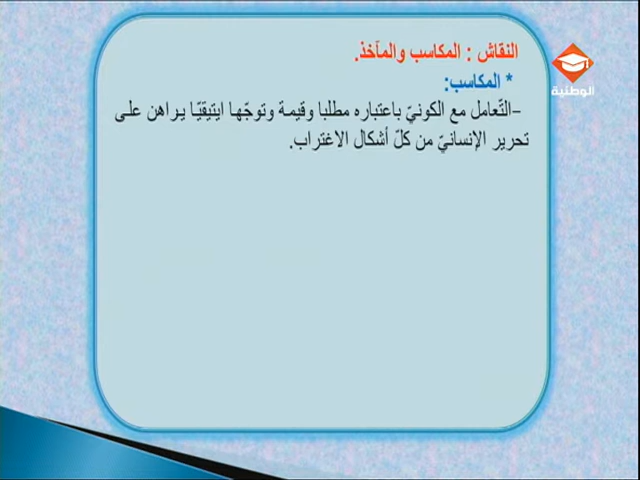 النقاش : المكاسب والمآخذ.
* المكاسب:
-التّعامل مع الكونيّ باعتباره مطلبا وقيمة وتوجّها ايتيقيّا يراهن على
تحرير الإنسانيّ من كلّ أشكال الاغتراب.
الوطنية